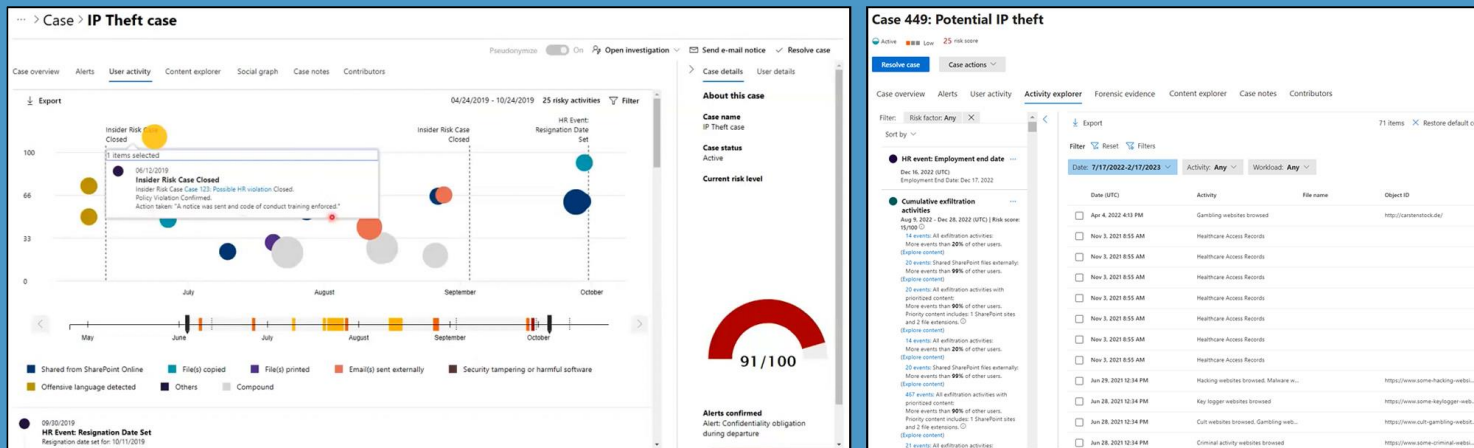 ··· > Case > IP Theft case
Pseudonymize On Open investigation Send e-mail notice Resolve case
Case overview Alerts User activity Content explorer Social graph Case notes Contributors
Export
04/24/2019 - 10/24/2019 25 risky activities Filter
Insider Risk Case
Closed
Insider Risk Case
Closed
HR Event:
Resignation Date
Set
100
66
33
0
1 items selected
06/12/2019
Insider Risk Case Closed
Insider Risk Case Case 123: Possible HR violation Closed.
Policy Violation Confirmed.
Action taken: "A notice was sent and code of conduct training enforced."
July August September October
May June July August September October
Shared from SharePoint Online File(s) copied File(s) printed Email(s) sent externally Security tampering or harmful software
Offensive language detected Others Compound
09/30/2019
HR Event: Resignation Date Set
Resignation date set for: 10/11/2019
Case details User details
About this case
Case name
IP Theft case
Case status
Active
Current risk level
91/100
Alerts confirmed
Alert: Confidentiality obligation
during departure
Case 449: Potential IP theft
Active Low 25 risk score
Resolve case Case actions
Case overview Alerts User activity Activity explorer Forensic evidence Content explorer Case notes Contributors
Filter: Risk factor: Any X
Sort by
HR event: Employment end date ···
Dec 16, 2022 (UTC)
Employment End Date: Dec 17, 2022
Cumulative exfiltration ···
activities
Aug 9, 2022 - Dec 28, 2022 (UTC) | Risk score:
15/100
14 events: All exfiltration activities:
More events than 20% of other users.
(Explore content)
20 events: Shared SharePoint files externally:
More events than 99% of other users.
(Explore content)
20 events: All exfiltration activities with
prioritized content:
More events than 90% of other users.
Priority content includes: 1 SharePoint sites
and 2 file extensions.
(Explore content)
14 events: All exfiltration activities:
More events than 20% of other users.
(Explore content)
20 events: Shared SharePoint files externally:
More events than 99% of other users.
(Explore content)
457 events: All exfiltration activities with
prioritized content:
More events than 90% of other users.
Priority content includes: 1 SharePoint sites
and 2 file extensions.
(Explore content)
21 events: All exfiltration activities:
Export
71 items Restore default c
Filter Reset Filters
Date: 7/17/2022-2/17/2023 Activity: Any Workload: Any
Date (UTC) Activity File name Object ID
Apr 4, 2022 4:13 PM Gambling websites browsed http://carstenstock.de/
Nov 3, 2021 8:55 AM Healthcare Access Records
Nov 3, 2021 8:55 AM Healthcare Access Records
Nov 3, 2021 8:55 AM Healthcare Access Records
Nov 3, 2021 8:55 AM Healthcare Access Records
Nov 3, 2021 8:55 AM Healthcare Access Records
Nov 3, 2021 8:55 AM Healthcare Access Records
Nov 3, 2021 8:55 AM Healthcare Access Records
Jun 29, 2021 12:34 PM Hacking websites browsed. Malware w... https://www.some-hacking-websi...
Jun 28, 2021 12:34 PM Key logger websites browsed https://www.some-keylogger-web...
Jun 28, 2021 12:34 PM Cult websites browsed. Gambling web... https://www.cult-gambling-websit...
Jun 28, 2021 12:34 PM Criminal activity websites browsed https://www.some-criminal-websi...